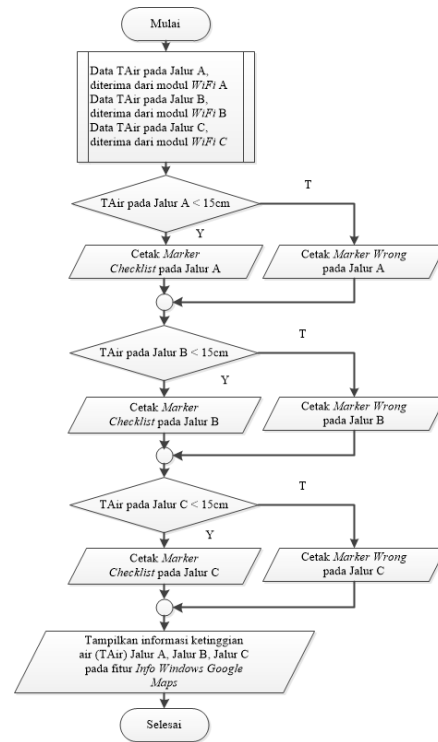 Mulai
Data TAir pada Jalur A,
diterima dari modul WiFi A
Data TAir pada Jalur B,
diterima dari modul WiFi B
Data TAir pada Jalur C,
diterima dari modul WiFi C
TAir pada Jalur A < 15cm
T
Y
Cetak Marker
Checklist pada Jalur A
Cetak Marker Wrong
pada Jalur A
TAir pada Jalur B < 15cm
T
Y
Cetak Marker
Checklist pada Jalur B
Cetak Marker Wrong
pada Jalur B
TAir pada Jalur C < 15cm
T
Y
Cetak Marker
Checklist pada Jalur C
Cetak Marker Wrong
pada Jalur C
Tampilkan informasi ketinggian
air (TAir) Jalur A, Jalur B, Jalur C
pada fitur Info Windows Google
Maps
Selesai